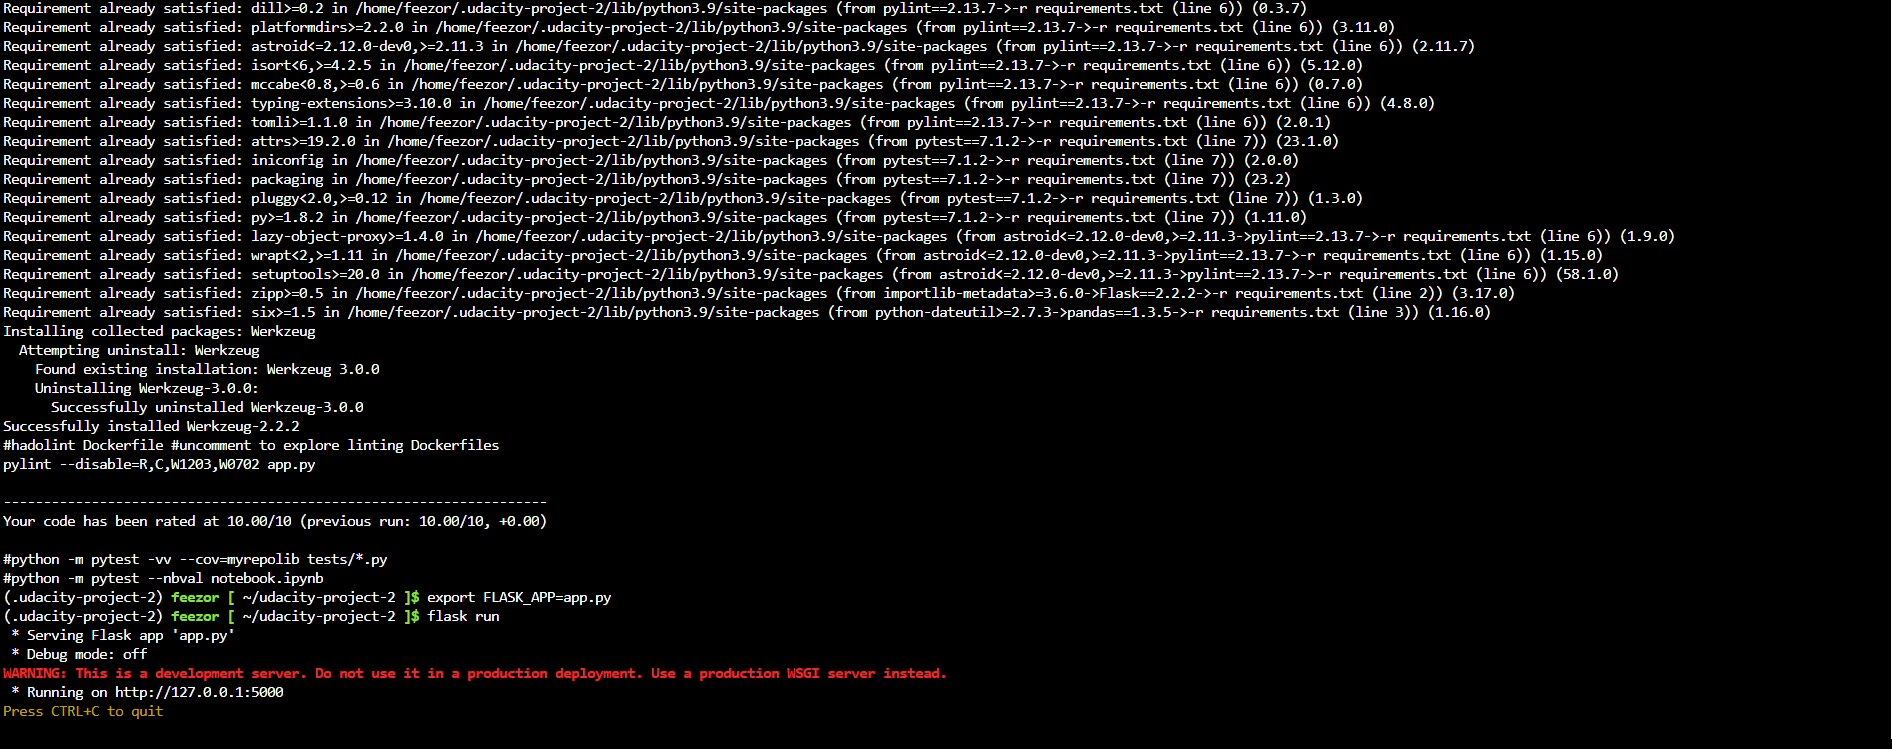 Requirement already satisfied: dill>=0.2 in /home/feezor/.udacity-project-2/lib/python3.9/site-packages (from pylint==2.13.7->-r requirements.txt (line 6)) (0.3.7)
Requirement already satisfied: platformdirs>=2.2.0 in /home/feezor/.udacity-project-2/lib/python3.9/site-packages (from pylint==2.13.7->-r requirements.txt (line 6)) (3.11.0)
Requirement already satisfied: astroid<=2.12.0-dev0,>=2.11.3 in /home/feezor/.udacity-project-2/lib/python3.9/site-packages (from pylint==2.13.7->-r requirements.txt (line 6)) (2.11.7)
Requirement already satisfied: isort<6,>=4.2.5 in /home/feezor/.udacity-project-2/lib/python3.9/site-packages (from pylint==2.13.7->-r requirements.txt (line 6)) (5.12.0)
Requirement already satisfied: mccabe<0.8,>=0.6 in /home/feezor/.udacity-project-2/lib/python3.9/site-packages (from pylint==2.13.7->-r requirements.txt (line 6)) (0.7.0)
Requirement already satisfied: typing-extensions>=3.10.0 in /home/feezor/.udacity-project-2/lib/python3.9/site-packages (from pylint==2.13.7->-r requirements.txt (line 6)) (4.8.0)
Requirement already satisfied: tomli>=1.1.0 in /home/feezor/.udacity-project-2/lib/python3.9/site-packages (from pylint==2.13.7->-r requirements.txt (line 6)) (2.0.1)
Requirement already satisfied: attrs>=19.2.0 in /home/feezor/.udacity-project-2/lib/python3.9/site-packages (from pytest==7.1.2->-r requirements.txt (line 7)) (23.1.0)
Requirement already satisfied: iniconfig in /home/feezor/.udacity-project-2/lib/python3.9/site-packages (from pytest==7.1.2->-r requirements.txt (line 7)) (2.0.0)
Requirement already satisfied: packaging in /home/feezor/.udacity-project-2/lib/python3.9/site-packages (from pytest==7.1.2->-r requirements.txt (line 7)) (23.2)
Requirement already satisfied: pluggy<2.0,>=0.12 in /home/feezor/.udacity-project-2/lib/python3.9/site-packages (from pytest==7.1.2->-r requirements.txt (line 7)) (1.3.0)
Requirement already satisfied: py>=1.8.2 in /home/feezor/.udacity-project-2/lib/python3.9/site-packages (from pytest==7.1.2->-r requirements.txt (line 7)) (1.11.0)
Requirement already satisfied: lazy-object-proxy>=1.4.0 in /home/feezor/.udacity-project-2/lib/python3.9/site-packages (from astroid<=2.12.0-dev0,>=2.11.3->pylint==2.13.7->-r requirements.txt (line 6)) (1.9.0)
Requirement already satisfied: wrapt<2,>=1.11 in /home/feezor/.udacity-project-2/lib/python3.9/site-packages (from astroid<=2.12.0-dev0,>=2.11.3->pylint==2.13.7->-r requirements.txt (line 6)) (1.15.0)
Requirement already satisfied: setuptools>=20.0 in /home/feezor/.udacity-project-2/lib/python3.9/site-packages (from astroid<=2.12.0-dev0,>=2.11.3->pylint==2.13.7->-r requirements.txt (line 6)) (58.1.0)
Requirement already satisfied: zipp>=0.5 in /home/feezor/.udacity-project-2/lib/python3.9/site-packages (from importlib-metadata>=3.6.0->Flask==2.2.2->-r requirements.txt (line 2)) (3.17.0)
Requirement already satisfied: six>=1.5 in /home/feezor/.udacity-project-2/lib/python3.9/site-packages (from python-dateutil>=2.7.3->pandas==1.3.5->-r requirements.txt (line 3)) (1.16.0)
Installing collected packages: Werkzeug
  Attempting uninstall: Werkzeug
    Found existing installation: Werkzeug 3.0.0
    Uninstalling Werkzeug-3.0.0:
      Successfully uninstalled Werkzeug-3.0.0
Successfully installed Werkzeug-2.2.2
#hadolint Dockerfile #uncomment to explore linting Dockerfiles
pylint --disable=R,C,W1203,W0702 app.py

--------------------------------------------------------------------
Your code has been rated at 10.00/10 (previous run: 10.00/10, +0.00)

#python -m pytest -vv --cov=myrepolib tests/*.py
#python -m pytest --nbval notebook.ipynb
(.udacity-project-2) feezor [ ~/udacity-project-2 ]$ export FLASK_APP=app.py
(.udacity-project-2) feezor [ ~/udacity-project-2 ]$ flask run
 * Serving Flask app 'app.py'
 * Debug mode: off
WARNING: This is a development server. Do not use it in a production deployment. Use a production WSGI server instead.
 * Running on http://127.0.0.1:5000
Press CTRL+C to quit